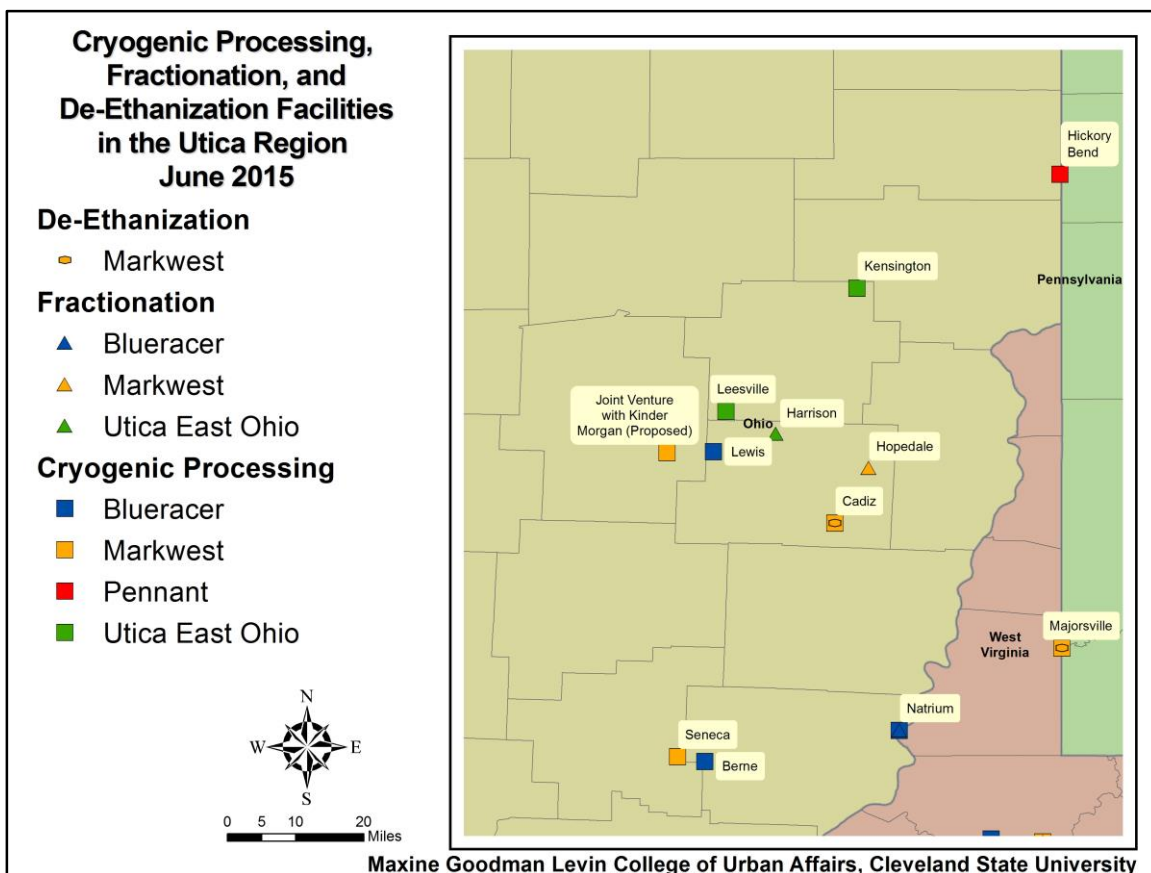 Cryogenic Processing,
Fractionation, and
De-Ethanization Facilities
in the Utica Region
June 2015
De-Ethanization
Markwest
Fractionation
Blueracer
Markwest
Utica East Ohio
Cryogenic Processing
Blueracer
Markwest
Pennant
Utica East Ohio
N
W E
S
0 5 10 20
Miles
Hickory
Bend
Kensington
Pennsylvania
Leesville
Joint Venture
with Kinder
Morgan (Proposed)
Harrison
Ohio
Lewis
Hopedale
Cadiz
Majorsville
West
Virginia
Natrium
Seneca
Berne
Maxine Goodman Levin College of Urban Affairs, Cleveland State University